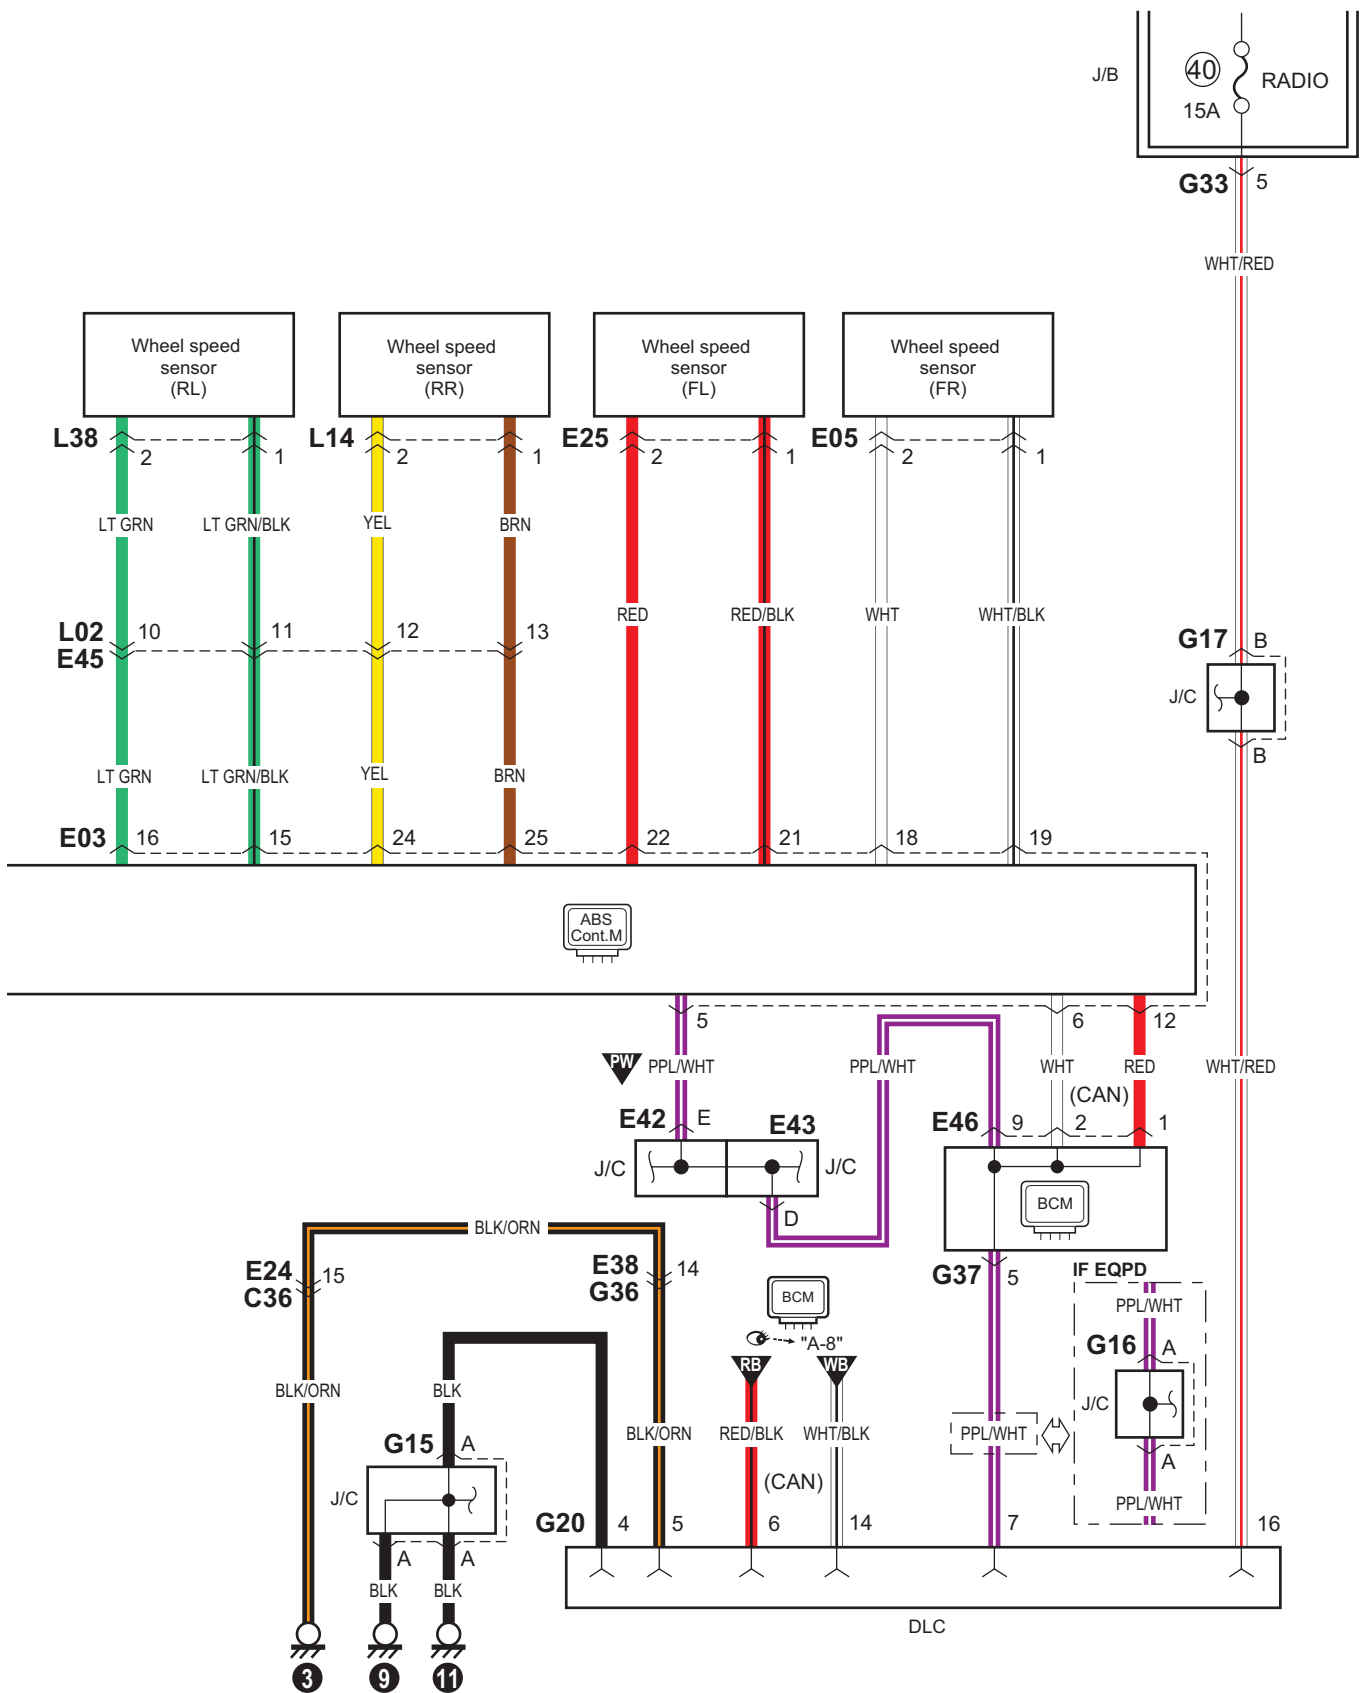 J/B
40
15A
RADIO
G33 5
WHT/RED
Wheel speed
sensor
(RL)
Wheel speed
sensor
(RR)
Wheel speed
sensor
(FL)
Wheel speed
sensor
(FR)
L38 2 1 L14 2 1 E25 2 1 E05 2 1
LT GRN LT GRN/BLK YEL BRN
RED RED/BLK WHT WHT/BLK
L02 10 11 12 13
E45
G17 B
J/C
B
LT GRN LT GRN/BLK YEL BRN
E03 16 15 24 25 22 21 18 19
ABS
Cont.M
5 6 12
PW PPL/WHT PPL/WHT WHT RED WHT/RED
(CAN)
E42 E E43 E46 9 2 1
J/C J/C
BCM
D
BLK/ORN
E24 15 E38 14 G37 5 IF EQPD
C36 G36
BCM
"A-8"
PPL/WHT
G16 A
RB WB
BLK/ORN BLK
J/C
BLK/ORN RED/BLK WHT/BLK PPL/WHT
G15 A
A
(CAN)
J/C
PPL/WHT
G20 4 5 6 14 7 16
A A
BLK BLK
DLC
3 9 11